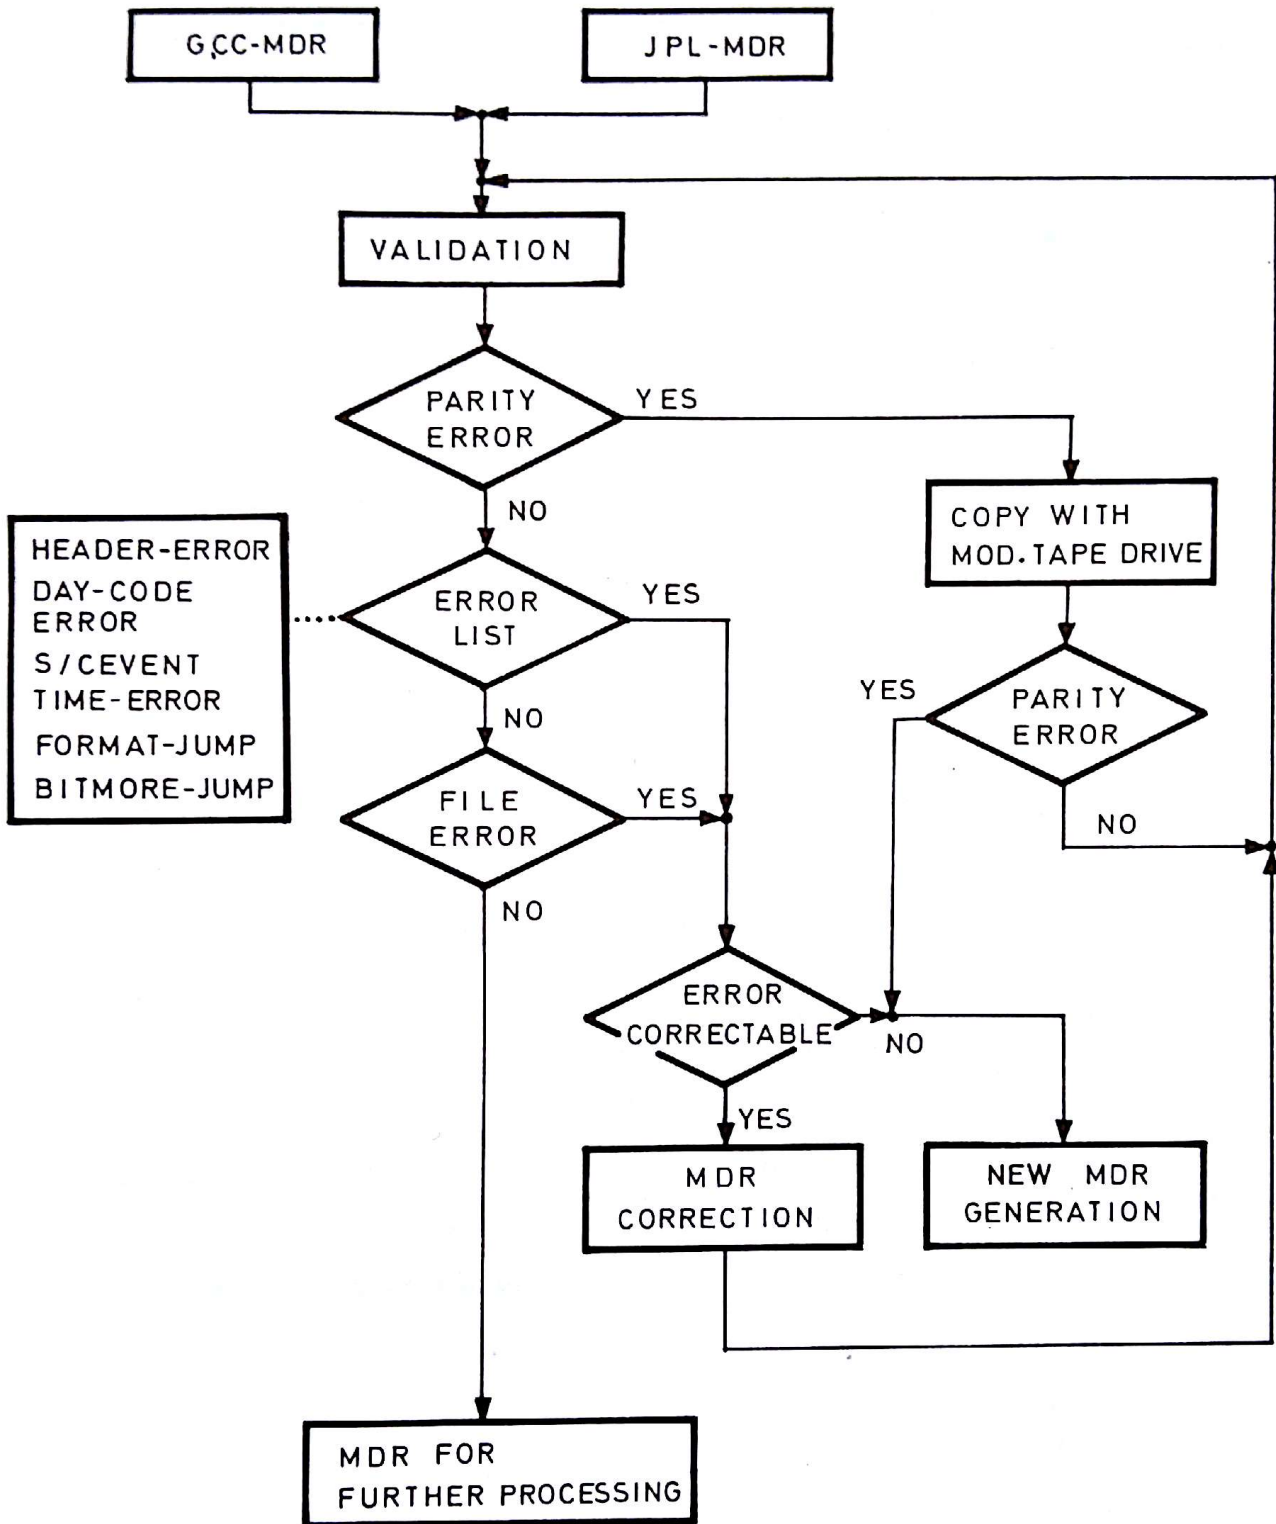 G,CC-MDR
JPL-MDR
VALIDATION
PARITY
ERROR
YES
NO
COPY WITH
MOD. TAPE DRIVE
HEADER-ERROR
DAY-CODE
ERROR
S/CEVENT
TIME-ERROR
FORMAT-JUMP
BITMORE-JUMP
ERROR
LIST
YES
NO
PARITY
ERROR
YES
NO
FILE
ERROR
YES
NO
ERROR
CORRECTABLE
NO
YES
MDR
CORRECTION
NEW MDR
GENERATION
MDR FOR
FURTHER PROCESSING